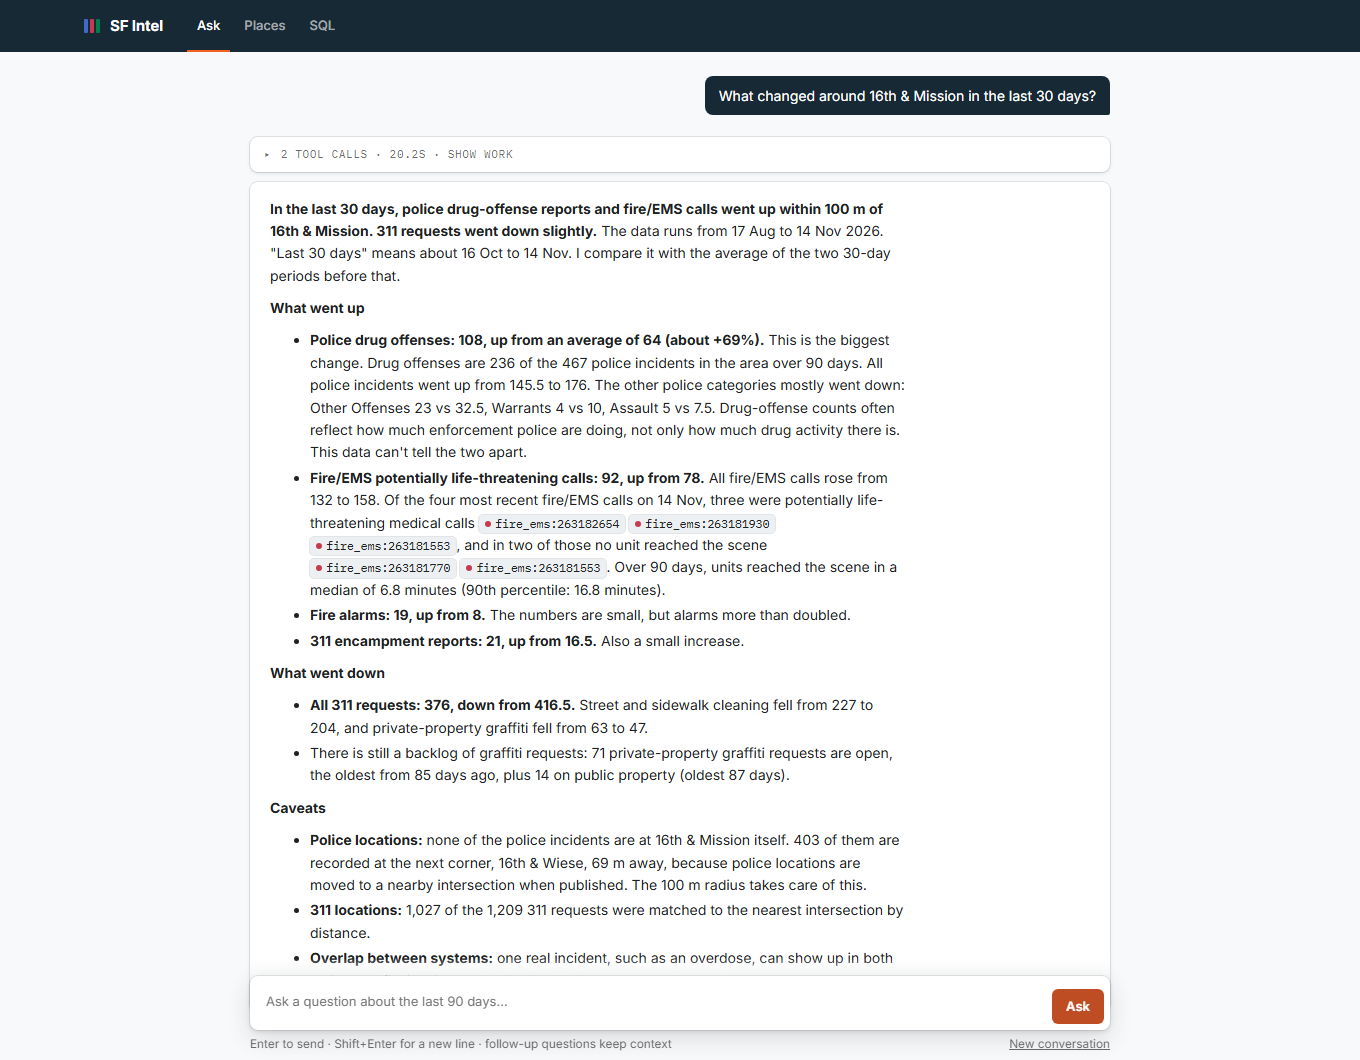 SF Intel Ask Places SQL
What changed around 16th & Mission in the last 30 days?
▸ 2 TOOL CALLS · 20.2S · SHOW WORK
In the last 30 days, police drug-offense reports and fire/EMS calls went up within 100 m of
16th & Mission. 311 requests went down slightly. The data runs from 17 Aug to 14 Nov 2026.
"Last 30 days" means about 16 Oct to 14 Nov. I compare it with the average of the two 30-day
periods before that.
What went up
• Police drug offenses: 108, up from an average of 64 (about +69%). This is the biggest
change. Drug offenses are 236 of the 467 police incidents in the area over 90 days. All
police incidents went up from 145.5 to 176. The other police categories mostly went down:
Other Offenses 23 vs 32.5, Warrants 4 vs 10, Assault 5 vs 7.5. Drug-offense counts often
reflect how much enforcement police are doing, not only how much drug activity there is.
This data can't tell the two apart.
• Fire/EMS potentially life-threatening calls: 92, up from 78. All fire/EMS calls rose from
132 to 158. Of the four most recent fire/EMS calls on 14 Nov, three were potentially life-
threatening medical calls fire_ems:263182654 fire_ems:263181930
fire_ems:263181553 , and in two of those no unit reached the scene
fire_ems:263181770 fire_ems:263181553 . Over 90 days, units reached the scene in a
median of 6.8 minutes (90th percentile: 16.8 minutes).
• Fire alarms: 19, up from 8. The numbers are small, but alarms more than doubled.
• 311 encampment reports: 21, up from 16.5. Also a small increase.
What went down
• All 311 requests: 376, down from 416.5. Street and sidewalk cleaning fell from 227 to
204, and private-property graffiti fell from 63 to 47.
• There is still a backlog of graffiti requests: 71 private-property graffiti requests are open,
the oldest from 85 days ago, plus 14 on public property (oldest 87 days).
Caveats
• Police locations: none of the police incidents are at 16th & Mission itself. 403 of them are
recorded at the next corner, 16th & Wiese, 69 m away, because police locations are
moved to a nearby intersection when published. The 100 m radius takes care of this.
• 311 locations: 1,027 of the 1,209 311 requests were matched to the nearest intersection by
distance.
• Overlap between systems: one real incident, such as an overdose, can show up in both
Ask a question about the last 90 days...
Ask
Enter to send · Shift+Enter for a new line · follow-up questions keep context New conversation